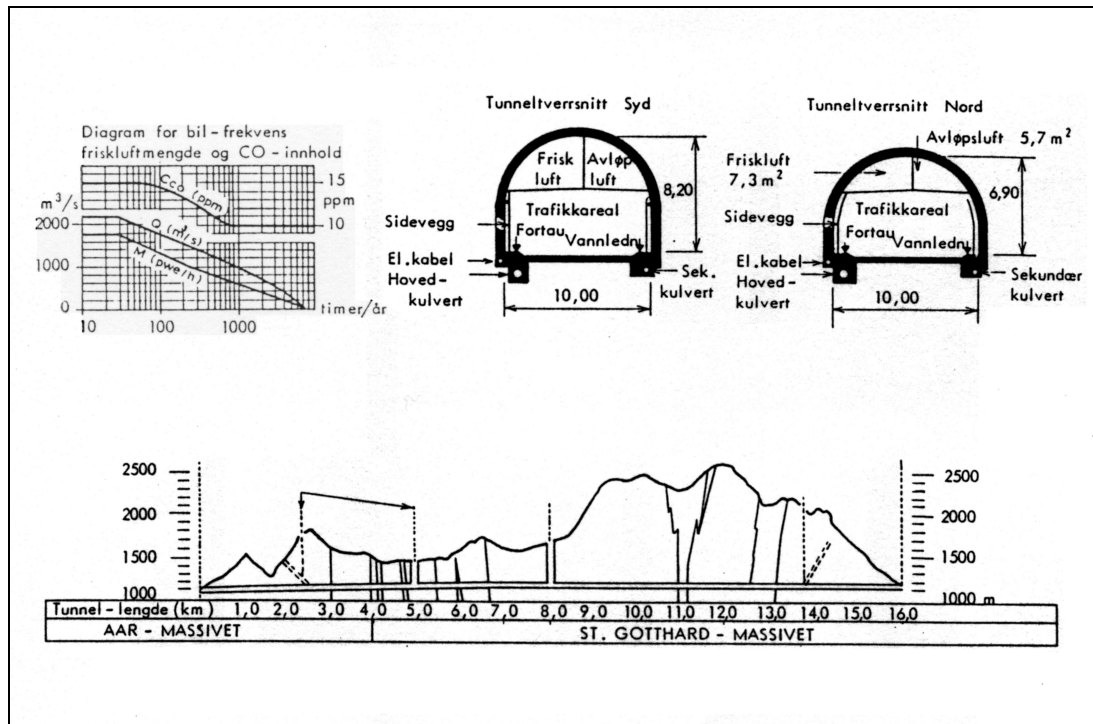 Diagram for bil-frekvens
friskluftmengde og CO-innhold
m³/s
2000
1000
0
Cco (ppm)
Q (m³/s)
M (pwe/h)
15
ppm
10
timer/år
10
100
1000
Tunneltverrsnitt Syd
Frisk
luft
Avløp
luft
8,20
Trafikkareal
Sidevegg
Fortau
Vannledn
El.kabel
Hoved-
kulvert
Sek.
kulvert
10,00
Tunneltverrsnitt Nord
Avløpsluft 5,7 m²
Friskluft
7,3 m²
6,90
Trafikkareal
Sidevegg
Fortau
Vannledn
El.kabel
Hoved-
kulvert
Sekundær
kulvert
10,00
2500
2000
1500
1000
2500
2000
1500
1000 m
Tunnel-lengde (km) 1,0 2,0 3,0 4,0 5,0 6,0 7,0 8,0 9,0 10,0 11,0 12,0 13,0 14,0 15,0 16,0
AAR - MASSIVET
ST. GOTTHARD - MASSIVET